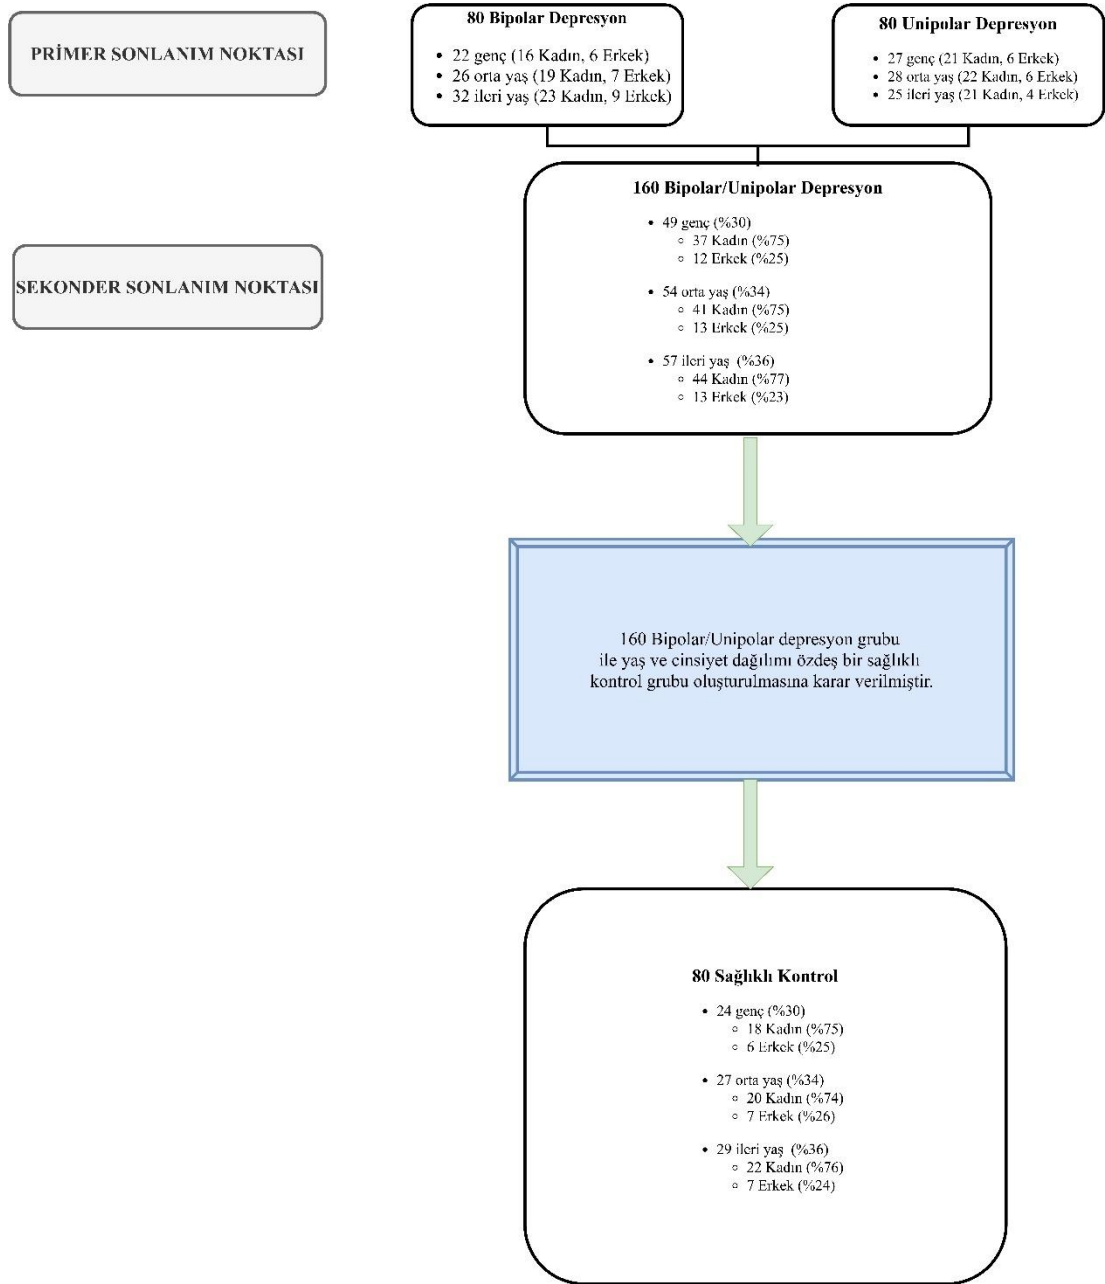 PRİMER SONLANIM NOKTASI
80 Bipolar Depresyon
• 22 genç (16 Kadın, 6 Erkek)
• 26 orta yaş (19 Kadın, 7 Erkek)
• 32 ileri yaş (23 Kadın, 9 Erkek)
80 Unipolar Depresyon
• 27 genç (21 Kadın, 6 Erkek)
• 28 orta yaş (22 Kadın, 6 Erkek)
• 25 ileri yaş (21 Kadın, 4 Erkek)
SEKONDER SONLANIM NOKTASI
160 Bipolar/Unipolar Depresyon
• 49 genç (%30)
○ 37 Kadın (%75)
○ 12 Erkek (%25)
• 54 orta yaş (%34)
○ 41 Kadın (%75)
○ 13 Erkek (%25)
• 57 ileri yaş (%36)
○ 44 Kadın (%77)
○ 13 Erkek (%23)
160 Bipolar/Unipolar depresyon grubu
ile yaş ve cinsiyet dağılımı özdeş bir sağlıklı
kontrol grubu oluşturulmasına karar verilmiştir.
80 Sağlıklı Kontrol
• 24 genç (%30)
○ 18 Kadın (%75)
○ 6 Erkek (%25)
• 27 orta yaş (%34)
○ 20 Kadın (%74)
○ 7 Erkek (%26)
• 29 ileri yaş (%36)
○ 22 Kadın (%76)
○ 7 Erkek (%24)